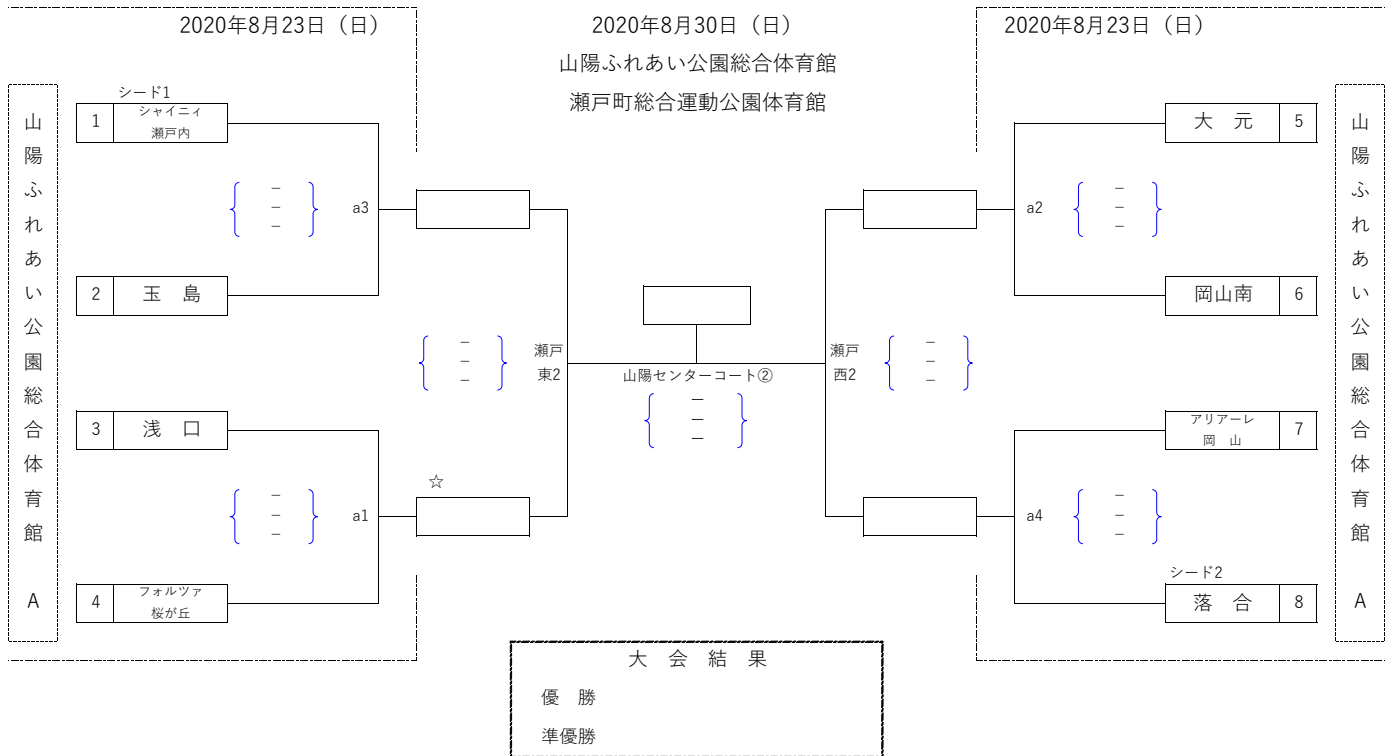 2020年8月23日（日）
2020年8月30日（日）
2020年8月23日（日）
山陽ふれあい公園総合体育館
瀬戸町総合運動公園体育館
山陽ふれあい公園総合体育館 A
シード1
1 シャイニィ
瀬戸内
{ － }
－
－
a3
2 玉 島
3 浅 口
{ － }
－
－
a1
4 フォルツァ
桜が丘
{ － }
－
－
瀬戸
東2
☆
山陽センターコート②
{ － }
－
－
瀬戸
西2
{ － }
－
－
大 元 5
a2
{ － }
－
－
岡山南 6
アリアーレ
岡 山 7
a4
{ － }
－
－
シード2
落 合 8
山陽ふれあい公園総合体育館 A
大 会 結 果
優 勝
準優勝